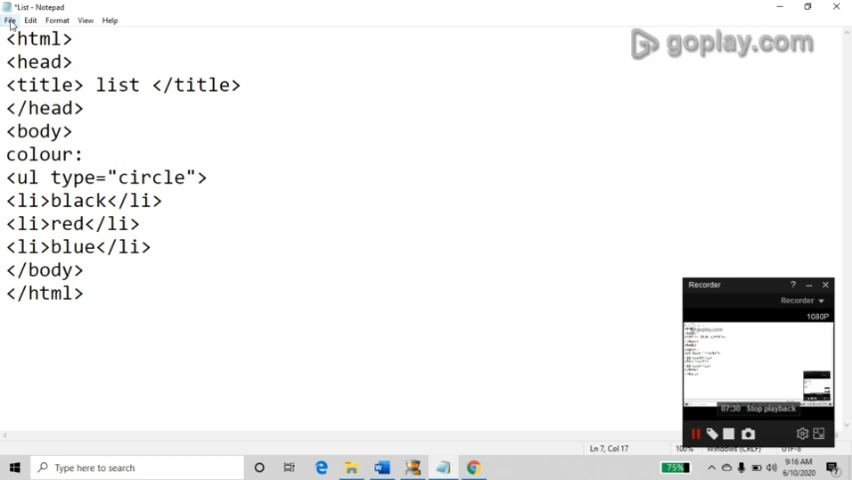 *List - Notepad
File Edit Format View Help
<html>
<head>
<title> list </title>
</head>
<body>
colour:
<ul type="circle">
<li>black</li>
<li>red</li>
<li>blue</li>
</body>
</html>
goplay.com
Recorder ?
Recorder
1080P
07:30 Stop playback
Ln 7, Col 17 100% Windows (CRLF) UTF-8
Type here to search
75%
9:16 AM
6/10/2020